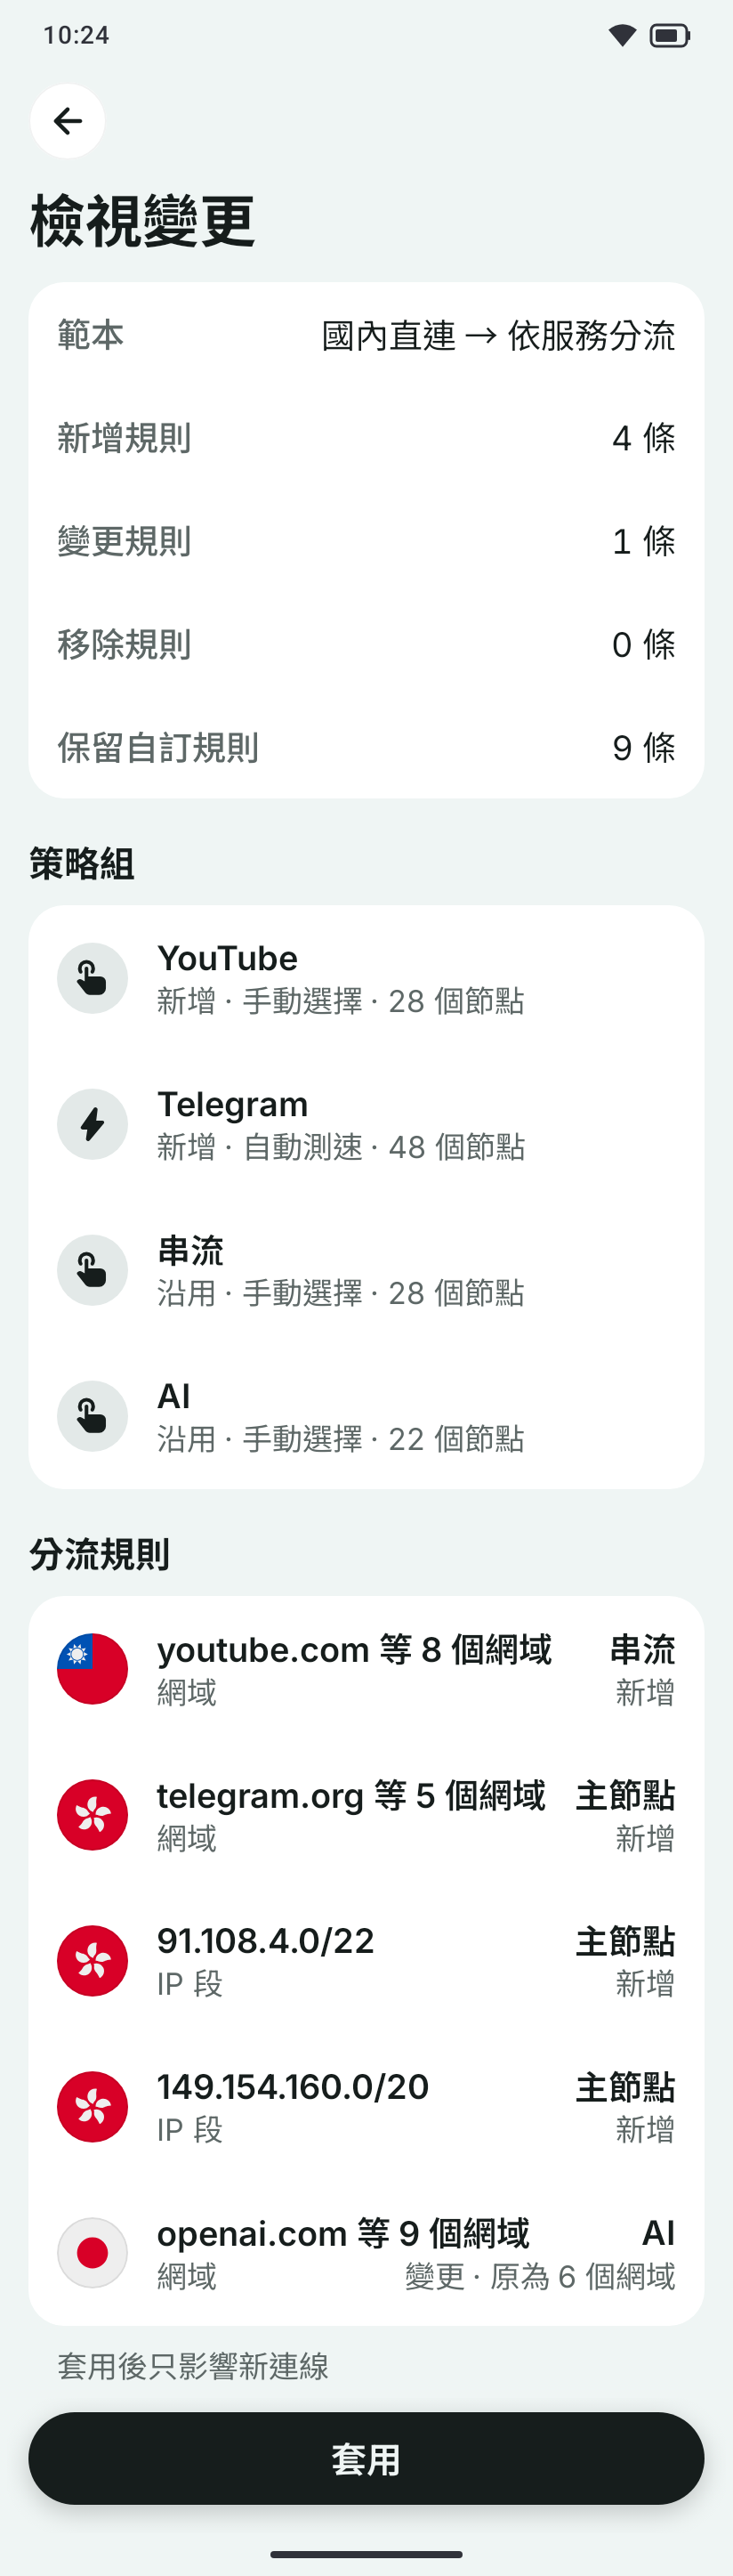 10:24
檢視變更
範本 國內直連 → 依服務分流
新增規則 4 條
變更規則 1 條
移除規則 0 條
保留自訂規則 9 條
策略組
YouTube
新增 · 手動選擇 · 28 個節點
Telegram
新增 · 自動測速 · 48 個節點
串流
沿用 · 手動選擇 · 28 個節點
AI
沿用 · 手動選擇 · 22 個節點
分流規則
youtube.com 等 8 個網域 串流
網域 新增
telegram.org 等 5 個網域 主節點
網域 新增
91.108.4.0/22 主節點
IP 段 新增
149.154.160.0/20 主節點
IP 段 新增
openai.com 等 9 個網域 AI
網域 變更 · 原為 6 個網域
套用後只影響新連線
套用